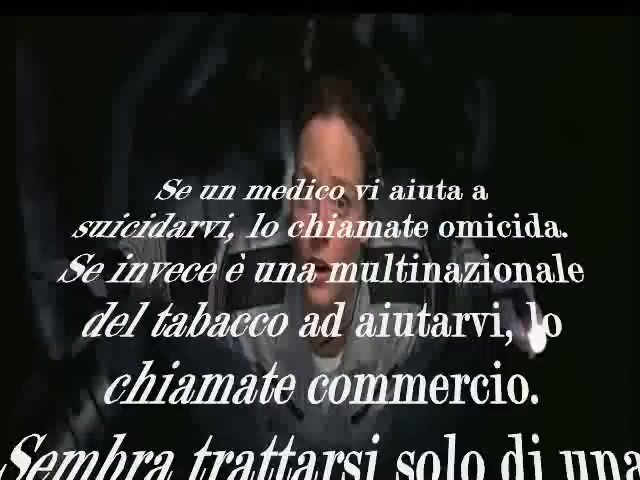 Se un medico vi aiuta a
suicidarvi, lo chiamate omicida.
Se invece è una multinazionale
del tabacco ad aiutarvi, lo
chiamate commercio.
Sembra trattarsi solo di una